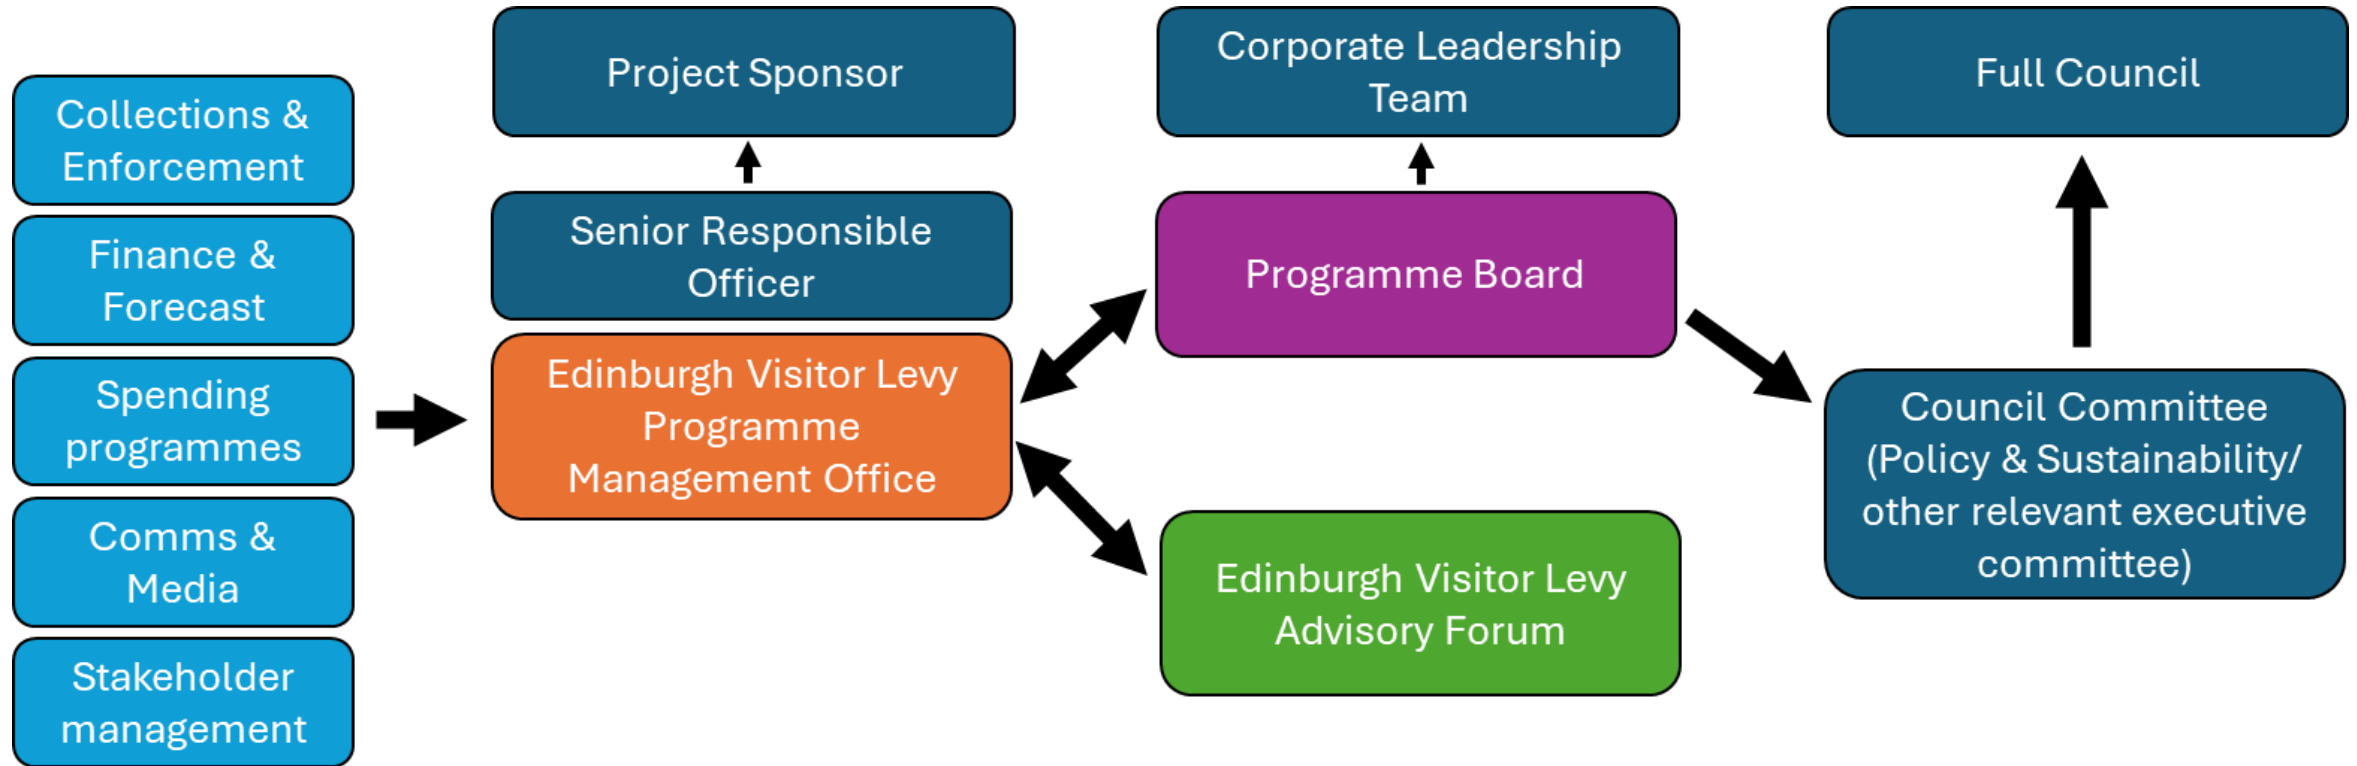 Collections &
Enforcement
Finance &
Forecast
Spending
programmes
Comms &
Media
Stakeholder
management
Project Sponsor
Senior Responsible
Officer
Edinburgh Visitor Levy
Programme
Management Office
Corporate Leadership
Team
Programme Board
Edinburgh Visitor Levy
Advisory Forum
Full Council
Council Committee
(Policy & Sustainability/
other relevant executive
committee)